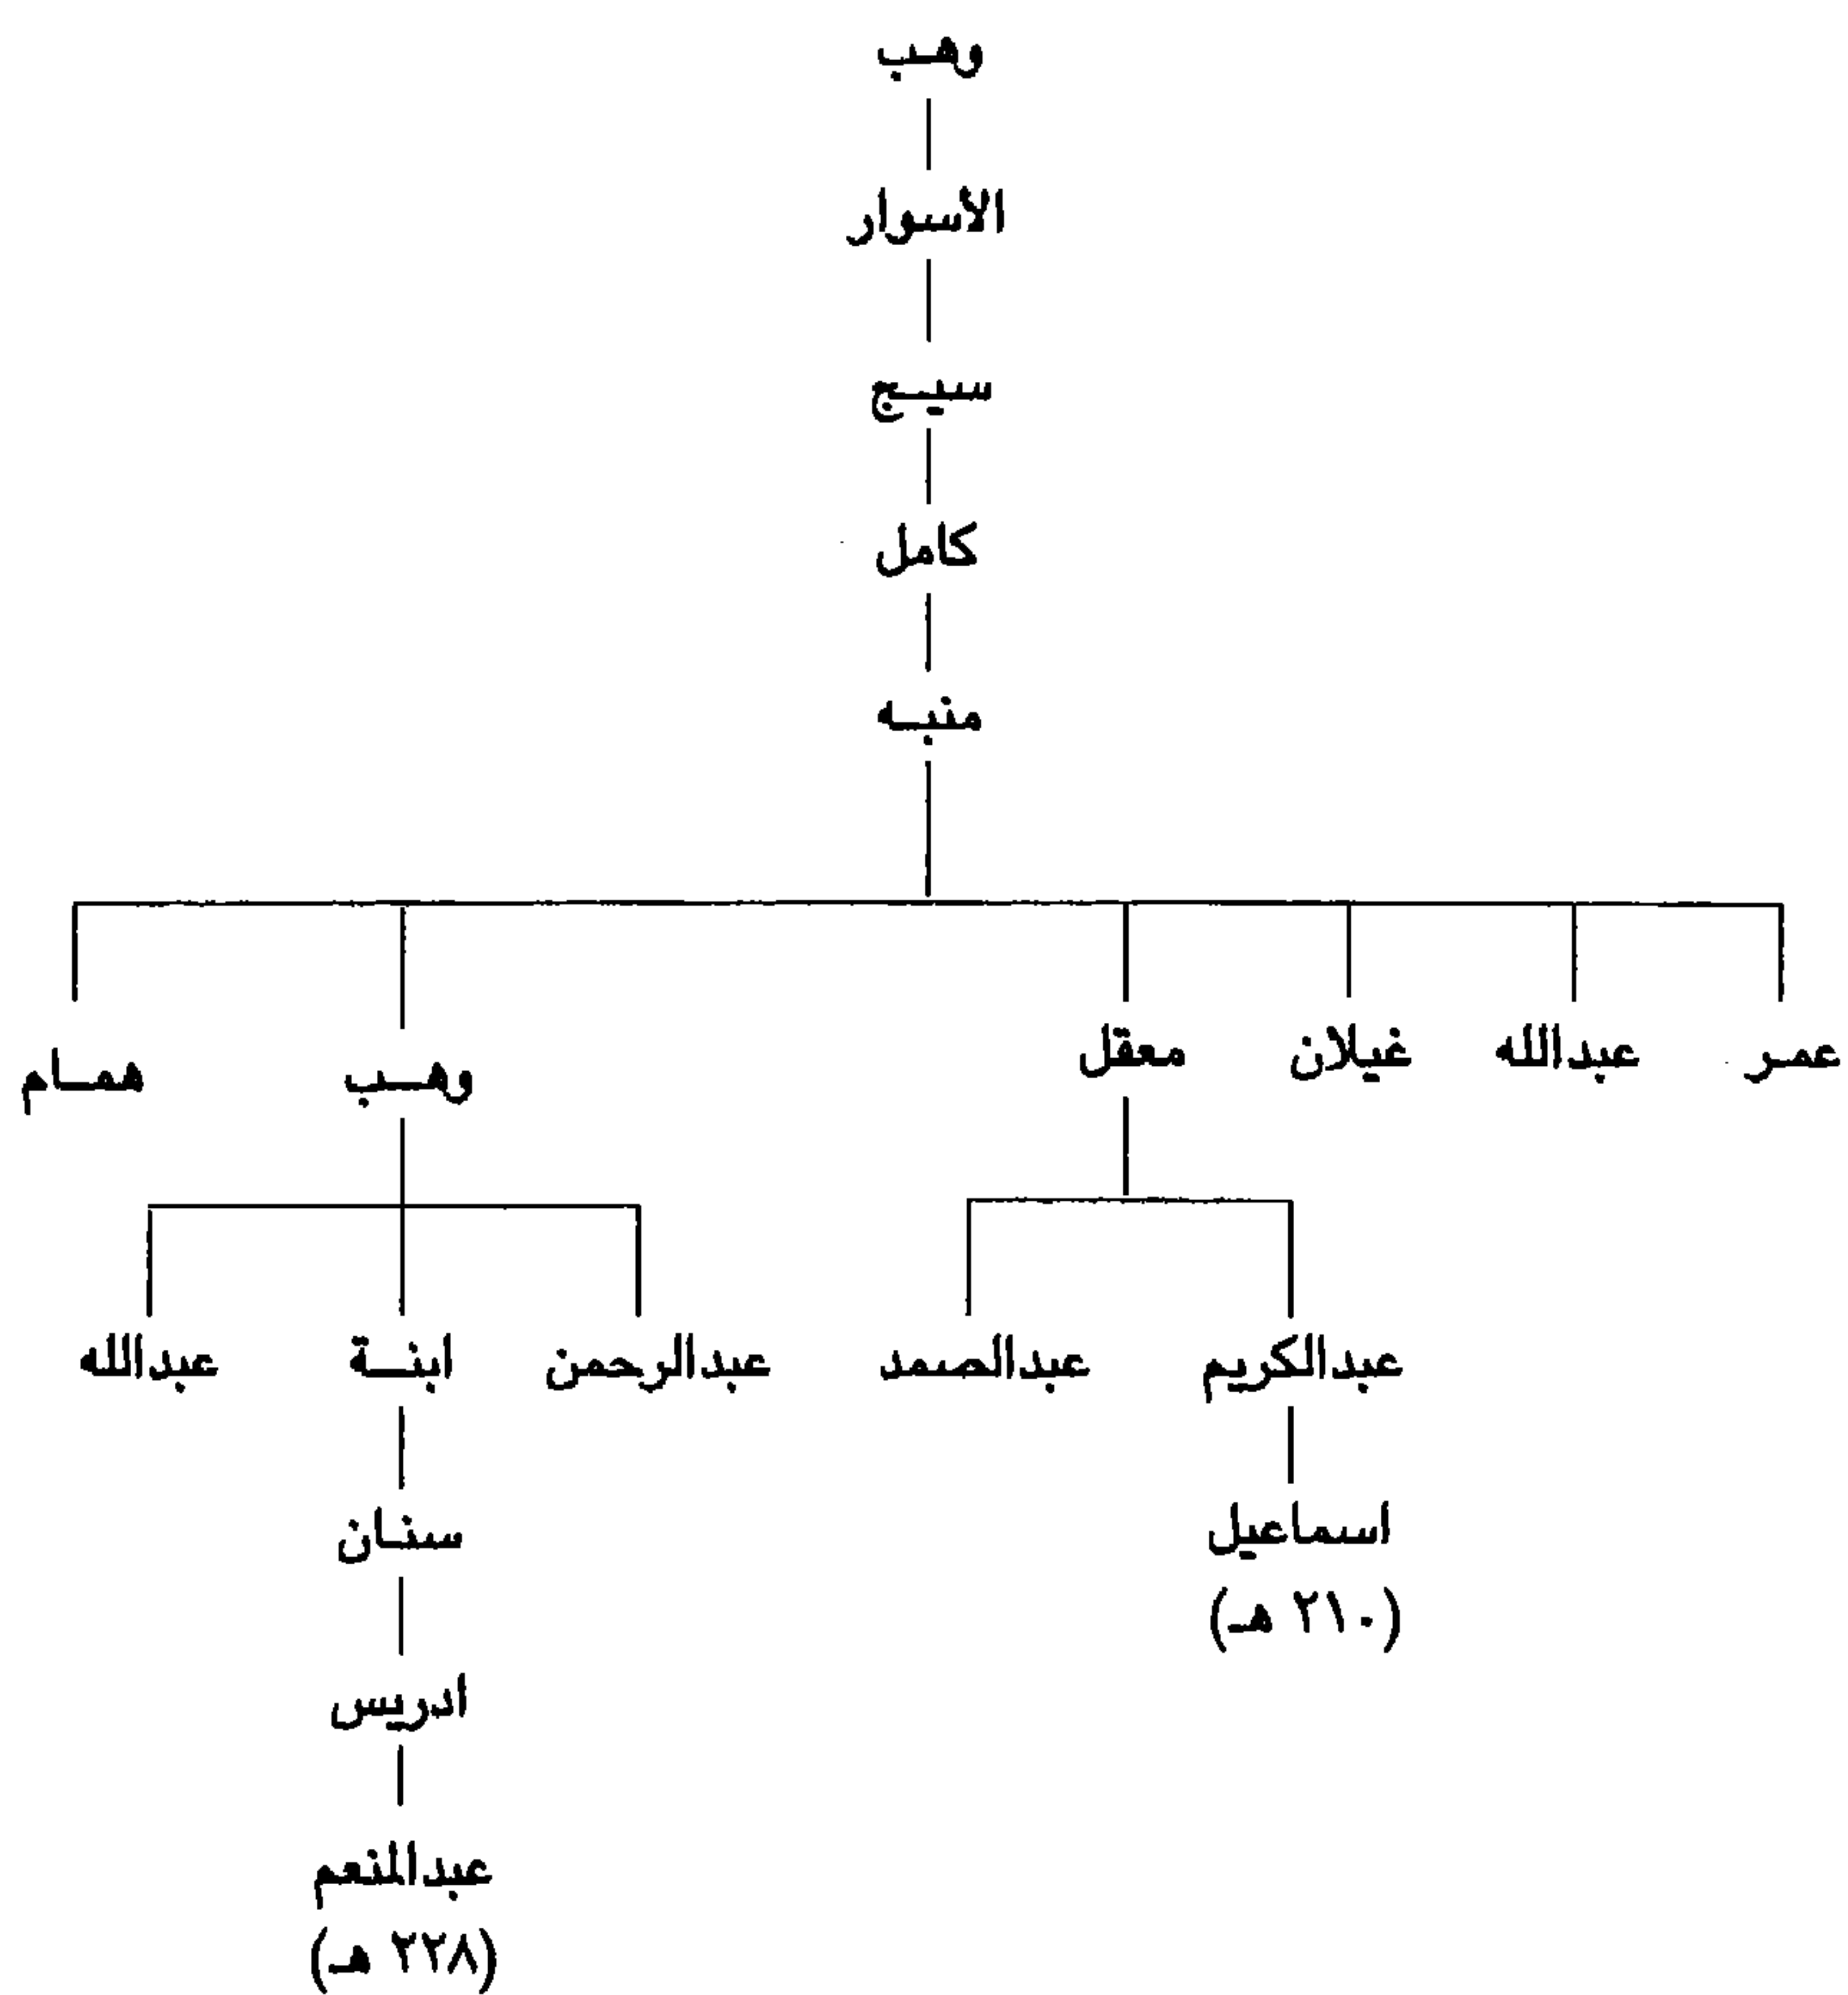 وهب
الأسوار
سيج
كامل
منبه
عمر
عبدالله
غيلان
معقل
وهب
همام
عبدالكريم
عبدالصمد
عبدالرحمن
ابنة
عبدالله
اسماعيل
(٢١٠ هـ)
سنان
ادريس
عبدالمنعم
(٢٢٨ هـ)